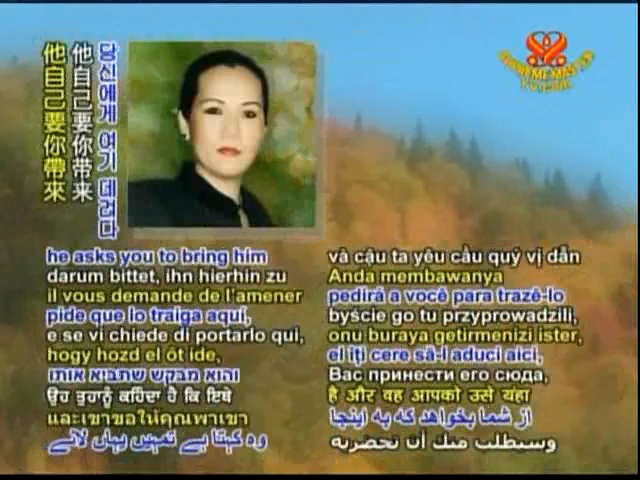 他自己要你帶來
他自己要你带来
당신에게 여기 데려다
he asks you to bring him
darum bittet, ihn hierhin zu
il vous demande de l'amener
pide que lo traiga aquí,
e se vi chiede di portarlo qui,
hogy hozd el őt ide,
והוא מבקש שתביא אותו
ਉਹ ਤੁਹਾਨੂੰ ਕਹਿੰਦਾ ਹੈ ਕਿ ਇਥੇ
และเขาขอให้คุณพาเขา
وہ کہتا ہے تمہیں یہاں لانے
và cậu ta yêu cầu quý vị dẫn
Anda membawanya
pedirá a você para trazê-lo
byście go tu przyprowadzili,
onu buraya getirmenizi ister,
el îţi cere să-l aduci aici,
Вас принести его сюда,
है और वह आपको उसे यंहा
از شما بخواهد که به اینجا
وسيطلب منك أن تحضريه